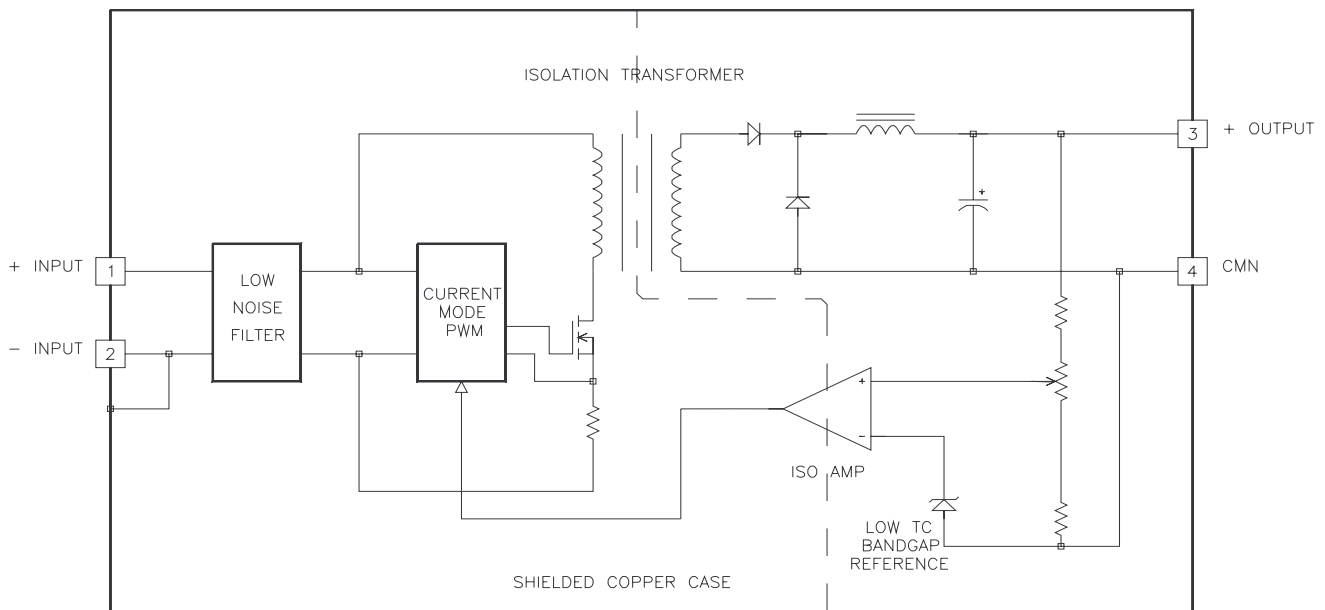 ISOLATION TRANSFORMER
3 + OUTPUT
+ INPUT 1
4 CMN
LOW
NOISE
FILTER
CURRENT
MODE
PWM
- INPUT 2
+
+
-
ISO AMP
LOW TC
BANDGAP
REFERENCE
SHIELDED COPPER CASE